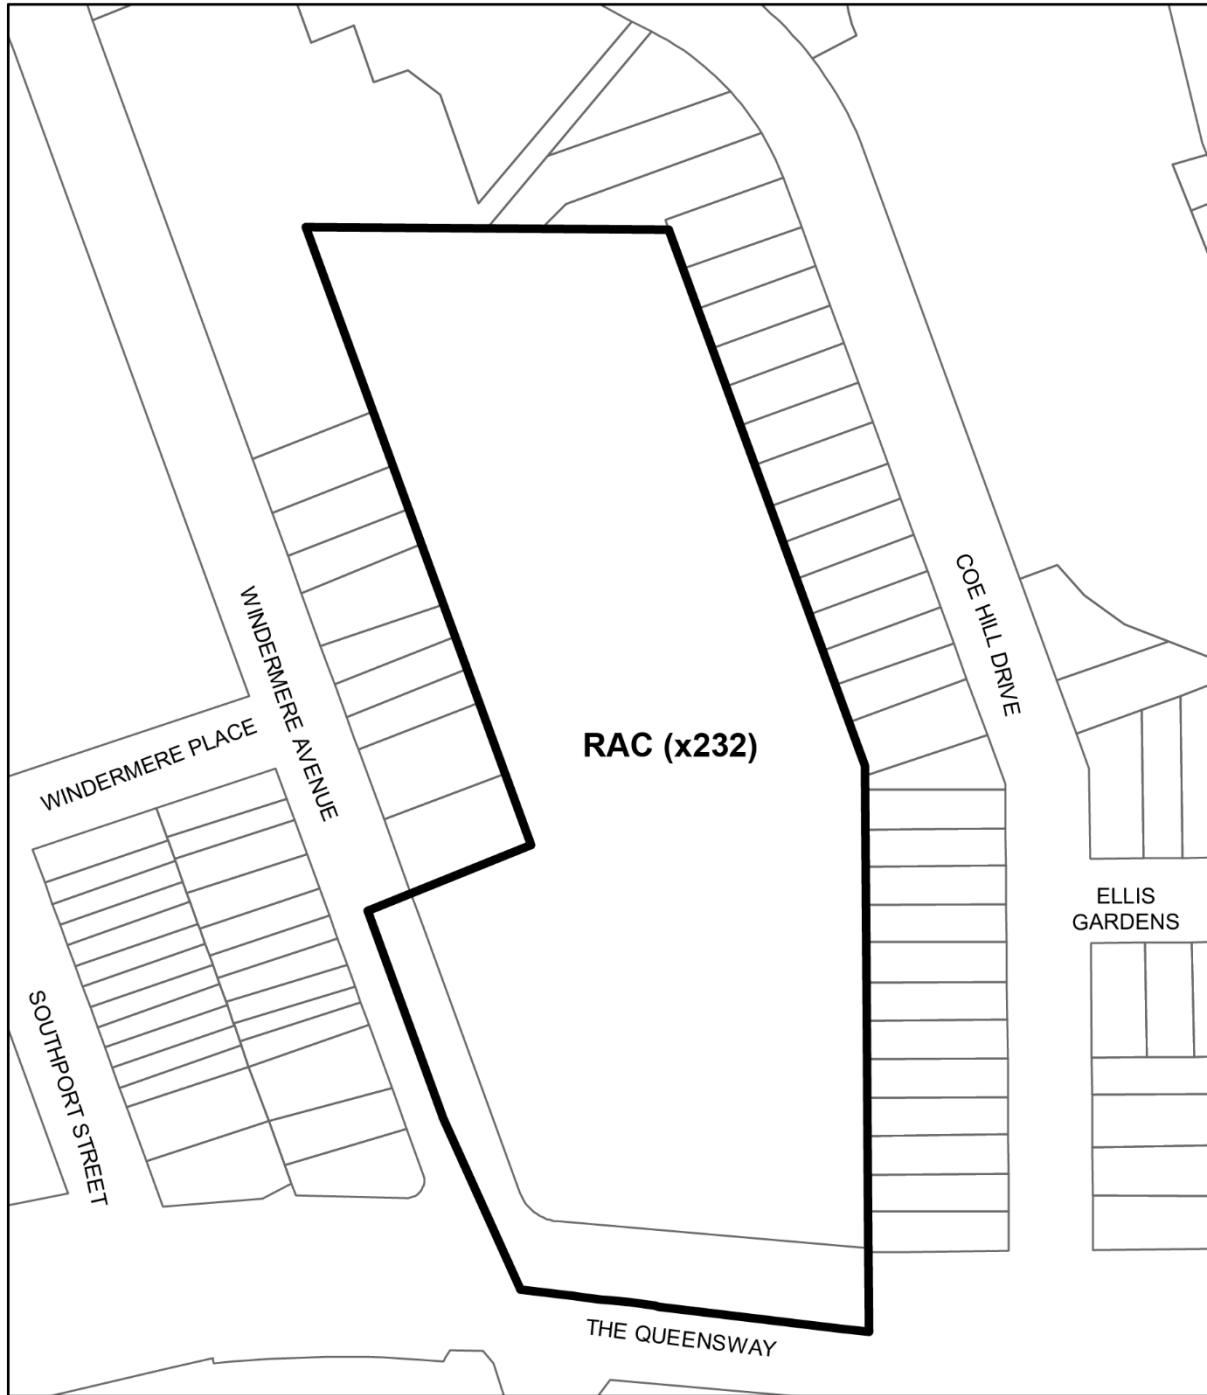 COE HILL DRIVE
WINDERMERE AVENUE
WINDERMERE PLACE
RAC (x232)
ELLIS
GARDENS
SOUTHPORT STREET
THE QUEENSWAY